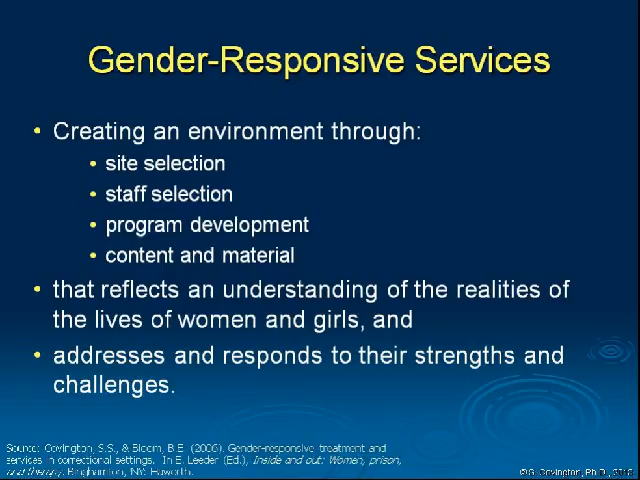 Gender-Responsive Services
• Creating an environment through:
• site selection
• staff selection
• program development
• content and material
• that reflects an understanding of the realities of
the lives of women and girls, and
• addresses and responds to their strengths and
challenges.
Source: Covington, S.S., & Bloom, B.E. (2006). Gender-responsive treatment and
services in correctional settings. In E. Leeder (Ed.), Inside and out: Women, prison,
and therapy. Binghamton, NY: Haworth.
© S. Covington, Ph.D.,